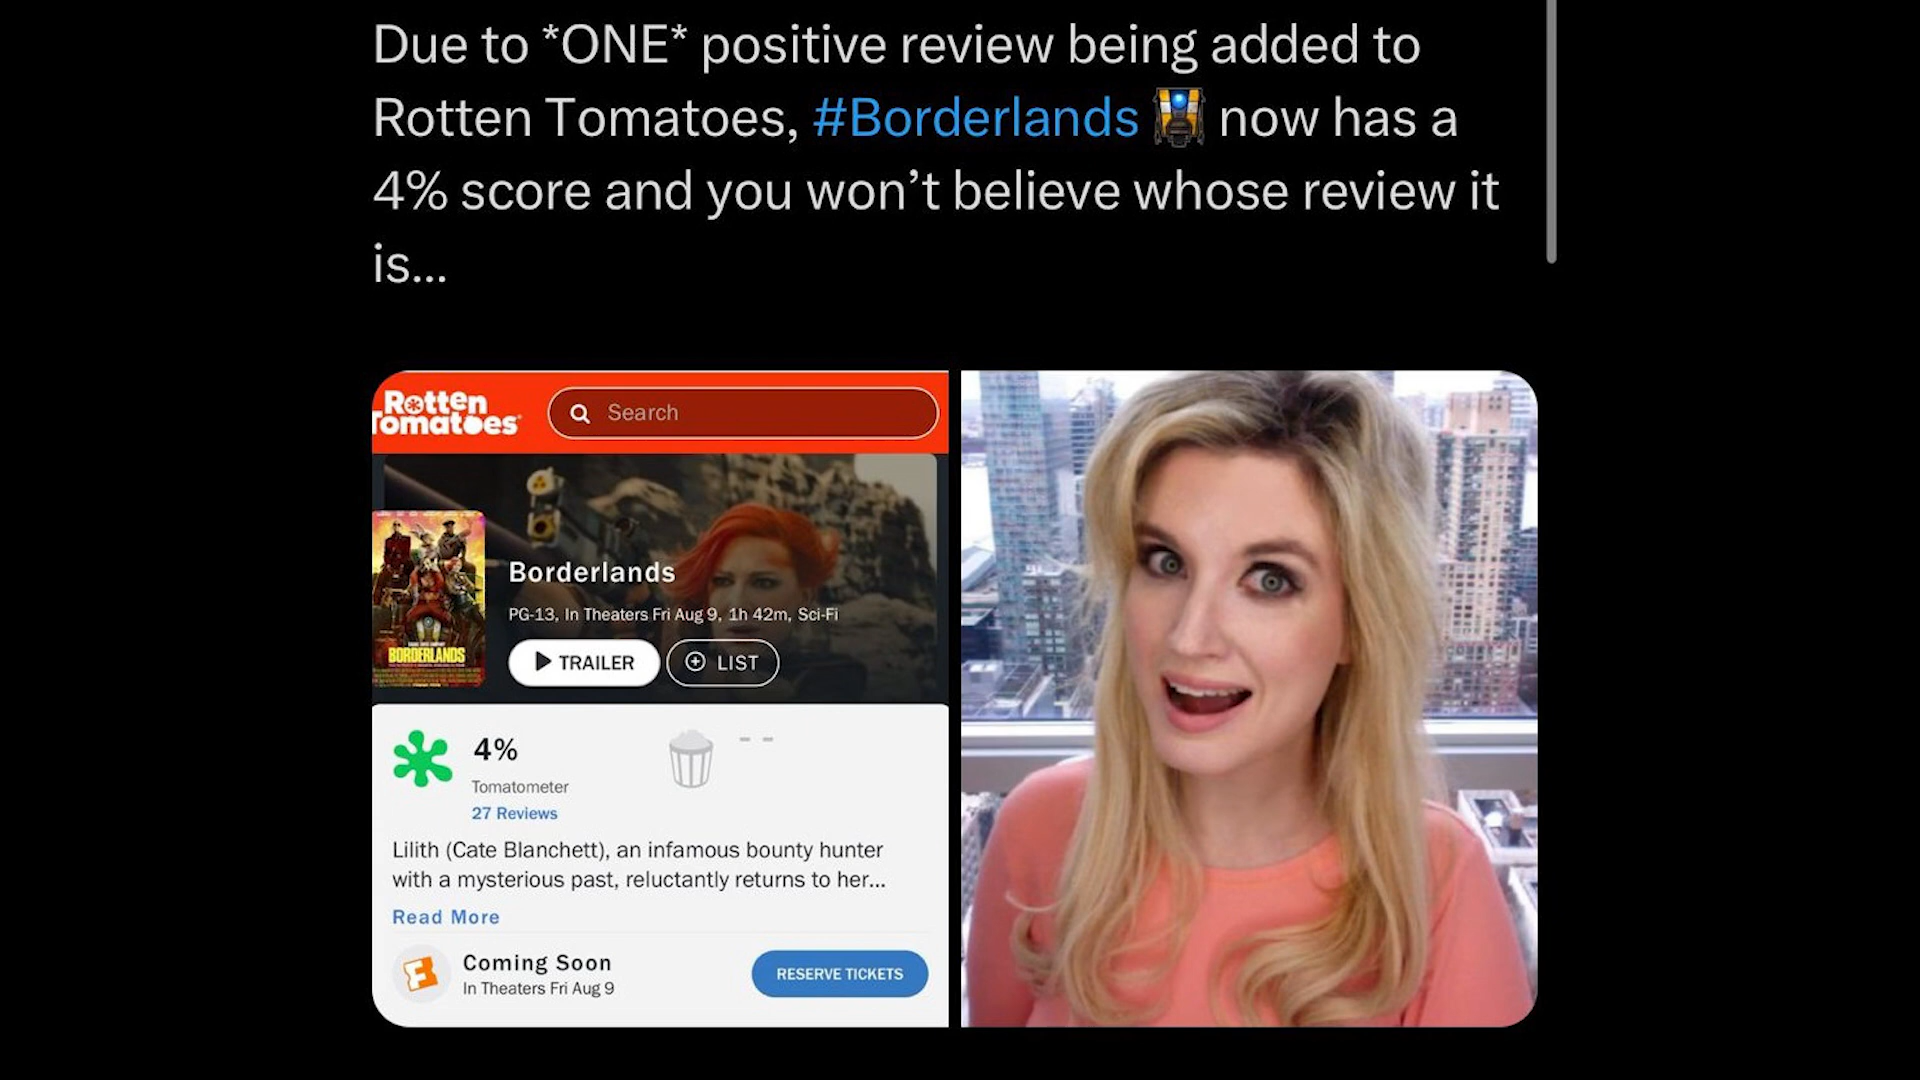 Due to *ONE* positive review being added to
Rotten Tomatoes, #Borderlands now has a
4% score and you won’t believe whose review it
is...
Rotten
Tomatoes
Search
Borderlands
PG-13, In Theaters Fri Aug 9, 1h 42m, Sci-Fi
TRAILER
LIST
BORDERLANDS
4%
- -
Tomatometer
27 Reviews
Lilith (Cate Blanchett), an infamous bounty hunter
with a mysterious past, reluctantly returns to her...
Read More
Coming Soon
In Theaters Fri Aug 9
RESERVE TICKETS